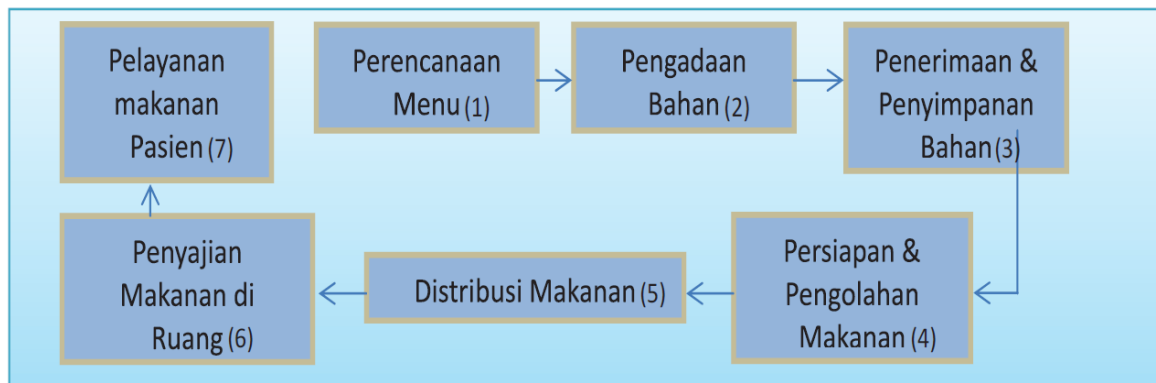 Perencanaan
Menu (1)
Pengadaan
Bahan (2)
Penerimaan &
Penyimpanan
Bahan (3)
Persiapan &
Pengolahan
Makanan (4)
Distribusi Makanan (5)
Penyajian
Makanan di
Ruang (6)
Pelayanan
makanan
Pasien (7)